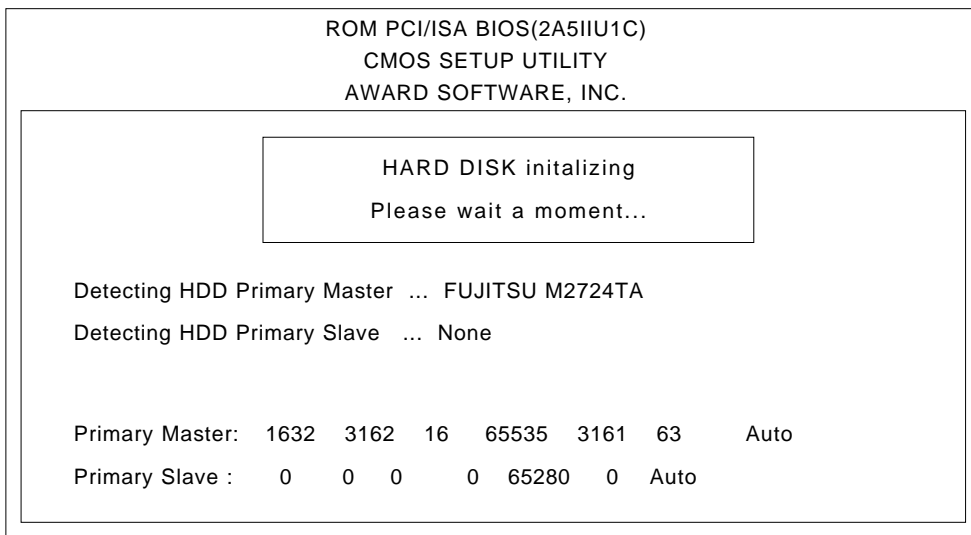 ROM PCI/ISA BIOS(2A5IIU1C)
CMOS SETUP UTILITY
AWARD SOFTWARE, INC.
HARD DISK initalizing
Please wait a moment...
Detecting HDD Primary Master ... FUJITSU M2724TA
Detecting HDD Primary Slave ... None
Primary Master: 1632 3162 16 65535 3161 63 Auto
Primary Slave : 0 0 0 0 65280 0 Auto